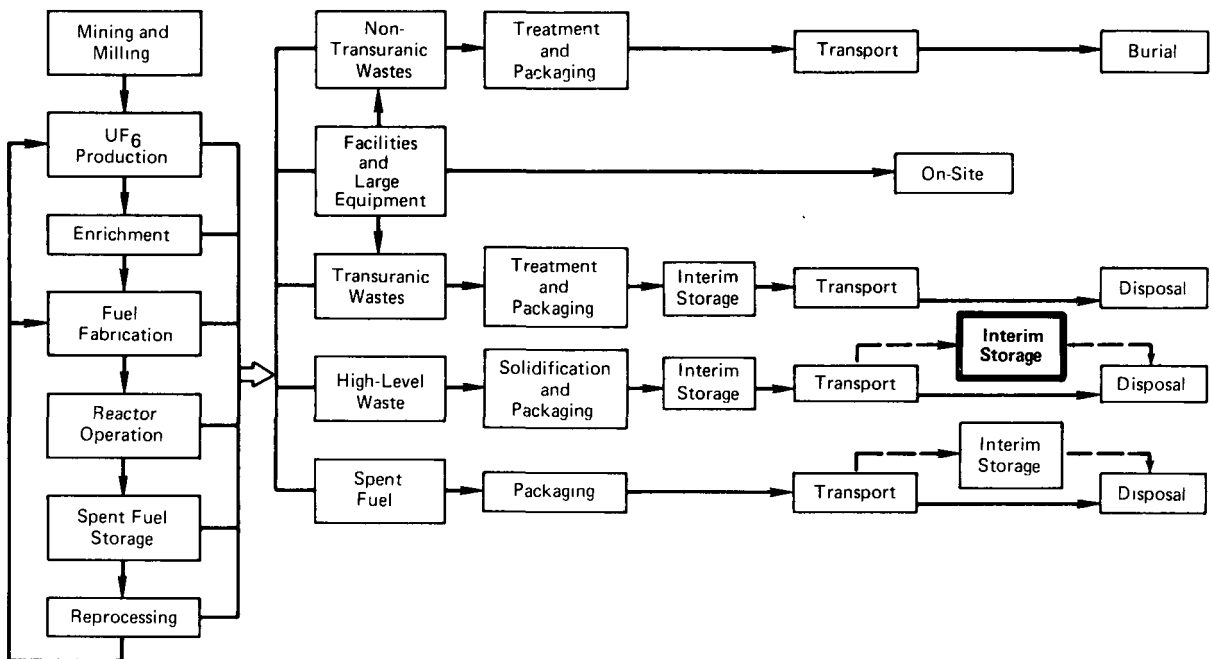 Mining and
Milling
UF6
Production
Enrichment
Fuel
Fabrication
Reactor
Operation
Spent Fuel
Storage
Reprocessing
Non-
Transuranic
Wastes
Treatment
and
Packaging
Transport
Burial
Facilities
and
Large
Equipment
On-Site
Transuranic
Wastes
Treatment
and
Packaging
Interim
Storage
Transport
Disposal
High-Level
Waste
Solidification
and
Packaging
Interim
Storage
Transport
Interim
Storage
Disposal
Spent
Fuel
Packaging
Transport
Interim
Storage
Disposal